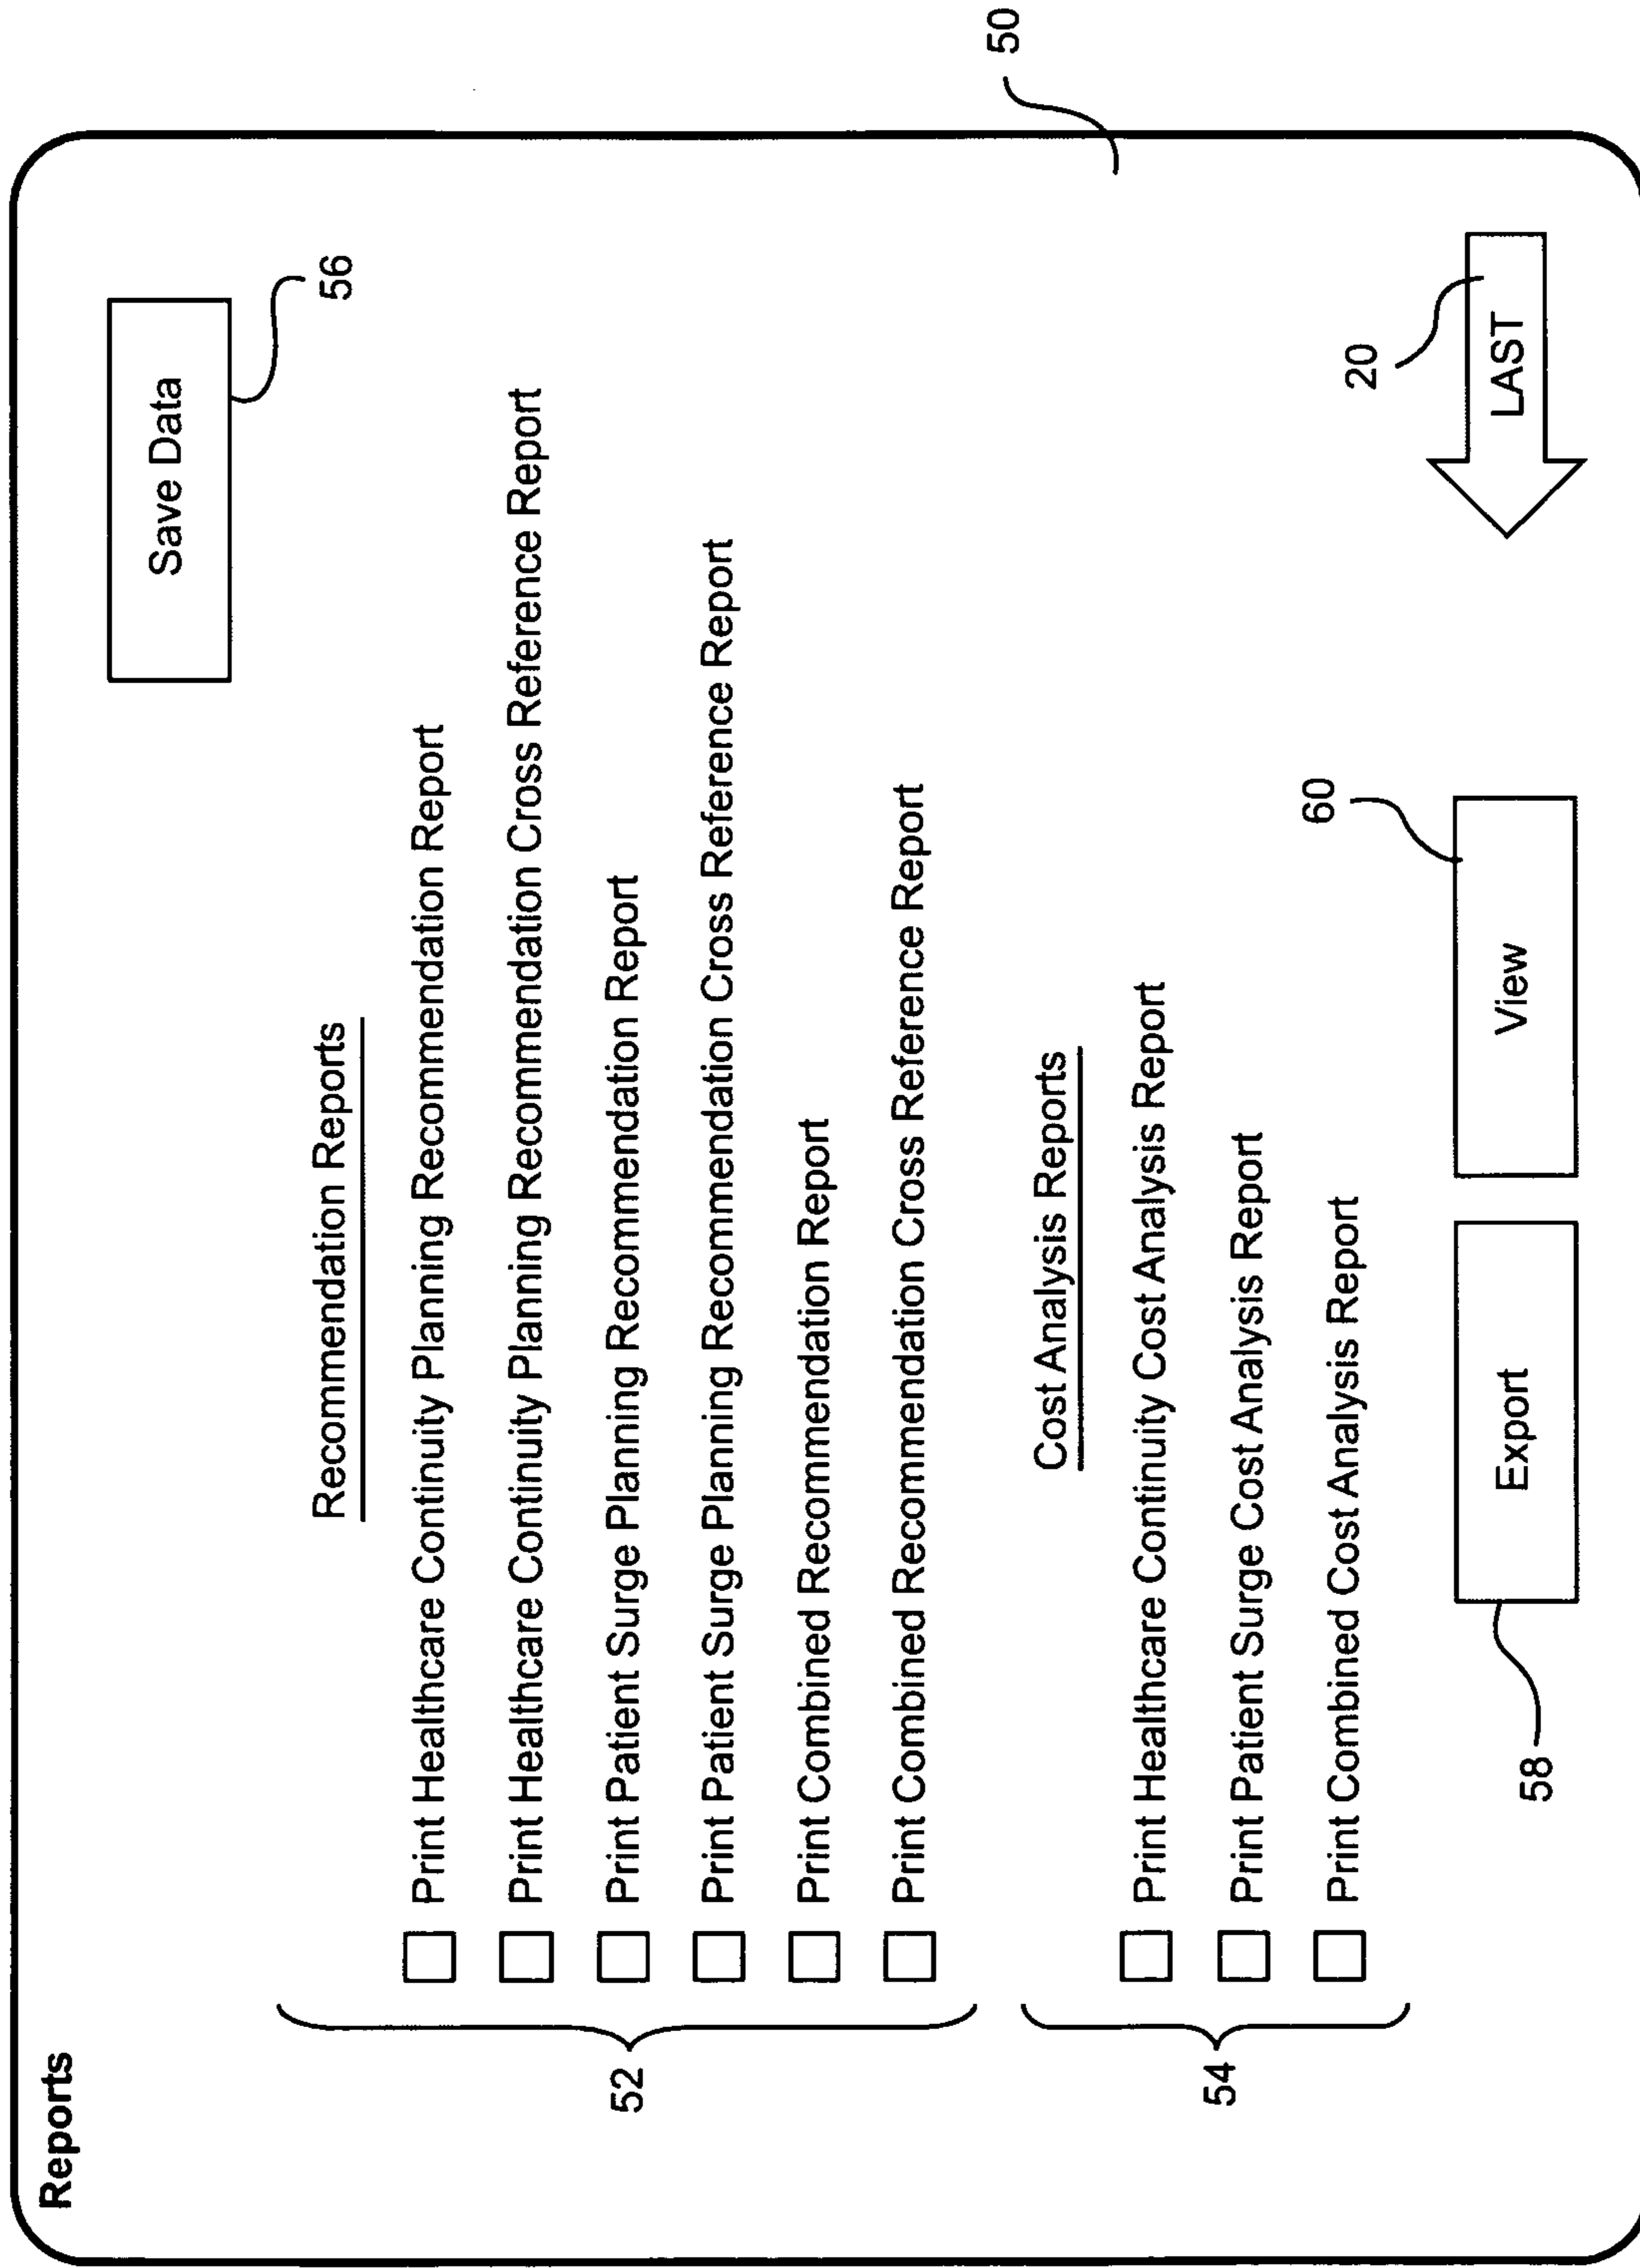 Reports
Save Data
56
Recommendation Reports
Print Healthcare Continuity Planning Recommendation Report
Print Healthcare Continuity Planning Recommendation Cross Reference Report
Print Patient Surge Planning Recommendation Report
Print Patient Surge Planning Recommendation Cross Reference Report
Print Combined Recommendation Report
Print Combined Recommendation Cross Reference Report
52
Cost Analysis Reports
Print Healthcare Continuity Cost Analysis Report
Print Patient Surge Cost Analysis Report
Print Combined Cost Analysis Report
54
50
58
Export
60
View
20
LAST